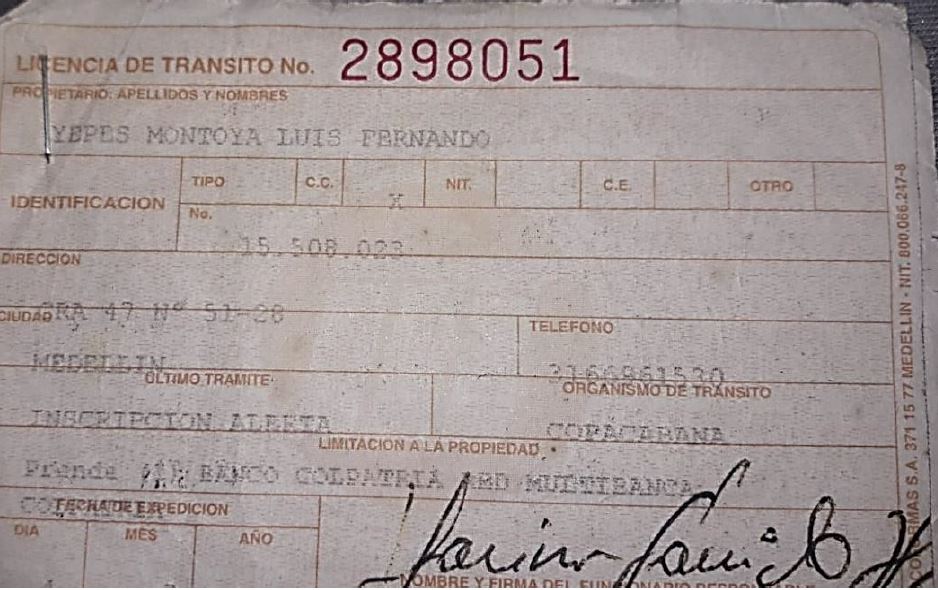 LICENCIA DE TRANSITO No. 2898051
PROPIETARIO: APELLIDOS Y NOMBRES
YEPES MONTOYA LUIS FERNANDO
IDENTIFICACION TIPO C.C. X NIT. C.E. OTRO
No. 15.508.023
DIRECCION
CRA 47 Nº 51-28
CIUDAD TELEFONO
MEDELLIN 3166961530
ULTIMO TRAMITE ORGANISMO DE TRANSITO
INSCRIPCION ALERTA COPACABANA
LIMITACION A LA PROPIEDAD
Prenda BANCO COLPATRIA RED MULTIBANCA
FECHA DE EXPEDICION
DIA MES AÑO
NOMBRE Y FIRMA DEL FUNCIONARIO RESPONSABLE
S.A. 371 15 77 MEDELLIN - NIT. 800.066.247-8